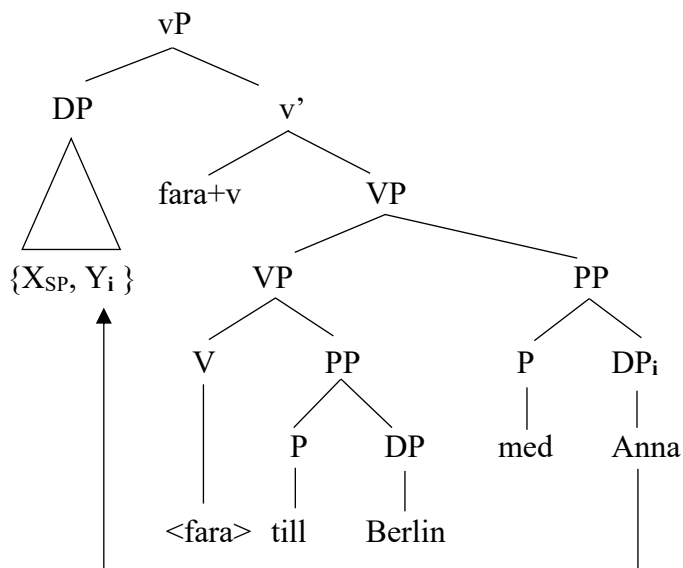 vP
DP v’
fara+v VP
{X_SP, Y_i } VP PP
V PP P DP_i
P DP med Anna
<fara> till Berlin